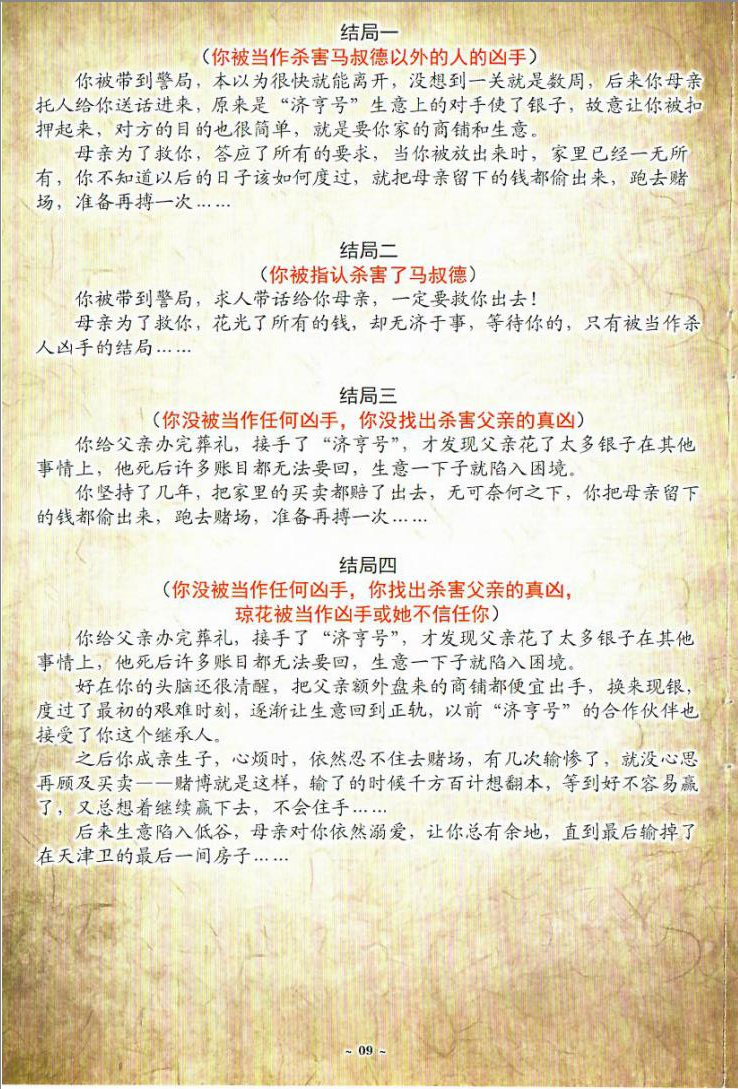 结局一
（你被当作杀害马叔德以外的人的凶手）
你被带到警局，本以为很快就能离开，没想到一关就是数周，后来你母亲
托人给你送话进来，原来是“济亨号”生意上的对手使了银子，故意让你被扣
押起来，对方的目的也很简单，就是要你家的商铺和生意。
母亲为了救你，答应了所有的要求，当你被放出来时，家里已经一无所
有，你不知道以后的日子该如何度过，就把母亲留下的钱都偷出来，跑去赌
场，准备再搏一次……
结局二
（你被指认杀害了马叔德）
你被带到警局，求人带话给你母亲，一定要救你出去！
母亲为了救你，花光了所有的钱，却无济于事，等待你的，只有被当作杀
人凶手的结局……
结局三
（你没被当作任何凶手，你没找出杀害父亲的真凶）
你给父亲办完葬礼，接手了“济亨号”，才发现父亲花了太多银子在其他
事情上，他死后许多账目都无法要回，生意一下子就陷入困境。
你坚持了几年，把家里的买卖都赔了出去，无可奈何之下，你把母亲留下
的钱都偷出来，跑去赌场，准备再搏一次……
结局四
（你没被当作任何凶手，你找出杀害父亲的真凶，
琼花被当作凶手或她不信任你）
你给父亲办完葬礼，接手了“济亨号”，才发现父亲花了太多银子在其他
事情上，他死后许多账目都无法要回，生意一下子就陷入困境。
好在你的头脑还很清醒，把父亲额外盘来的商铺都便宜出手，换来现银，
度过了最初的艰难时刻，逐渐让生意回到正轨，以前“济亨号”的合作伙伴也
接受了你这个继承人。
之后你成亲生子，心烦时，依然忍不住去赌场，有几次输惨了，就没心思
再顾及买卖——赌博就是这样，输了的时候千方百计想翻本，等到好不容易赢
了，又总想着继续赢下去，不会住手……
后来生意陷入低谷，母亲对你依然溺爱，让你总有余地，直到最后输掉了
在天津卫的最后一间房子……
~ 09 ~